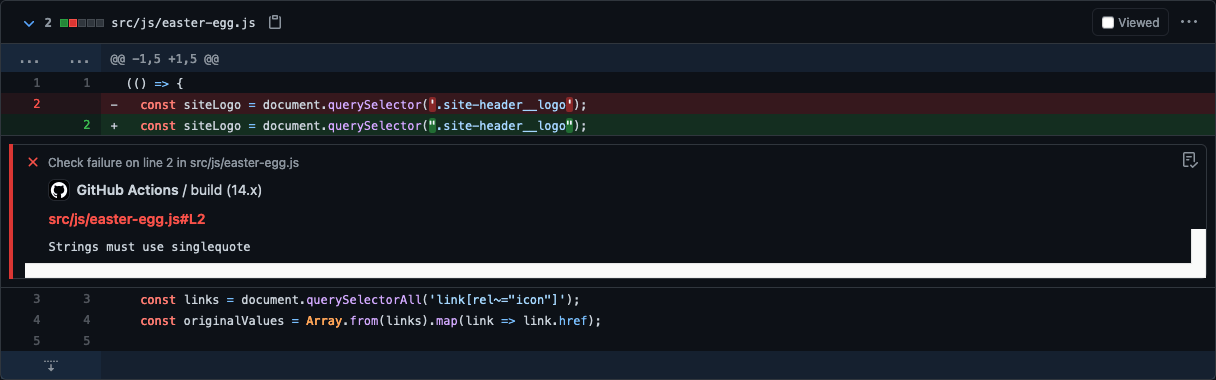 2 src/js/easter-egg.js Viewed ...
... ... @@ -1,5 +1,5 @@
1 1 (() => {
2 - const siteLogo = document.querySelector('.site-header__logo');
2 + const siteLogo = document.querySelector(".site-header__logo");
Check failure on line 2 in src/js/easter-egg.js
GitHub Actions / build (14.x)
src/js/easter-egg.js#L2
Strings must use singlequote
3 3 const links = document.querySelectorAll('link[rel~="icon"]');
4 4 const originalValues = Array.from(links).map(link => link.href);
5 5